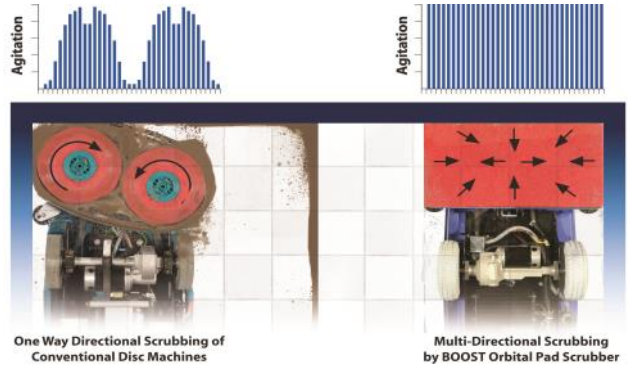 Agitation
Agitation
One Way Directional Scrubbing of
Conventional Disc Machines
Multi-Directional Scrubbing
by BOOST Orbital Pad Scrubber